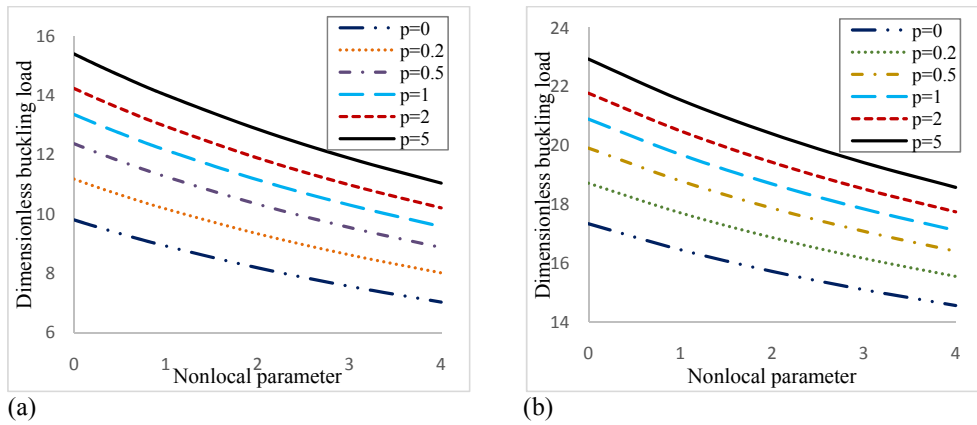 Dimensionless buckling load
16
14
12
10
8
6
0
1
2
3
4
Nonlocal parameter
p=0
p=0.2
p=0.5
p=1
p=2
p=5
(a)
Dimensionless buckling load
24
22
20
18
16
14
0
1
2
3
4
Nonlocal parameter
p=0
p=0.2
p=0.5
p=1
p=2
p=5
(b)